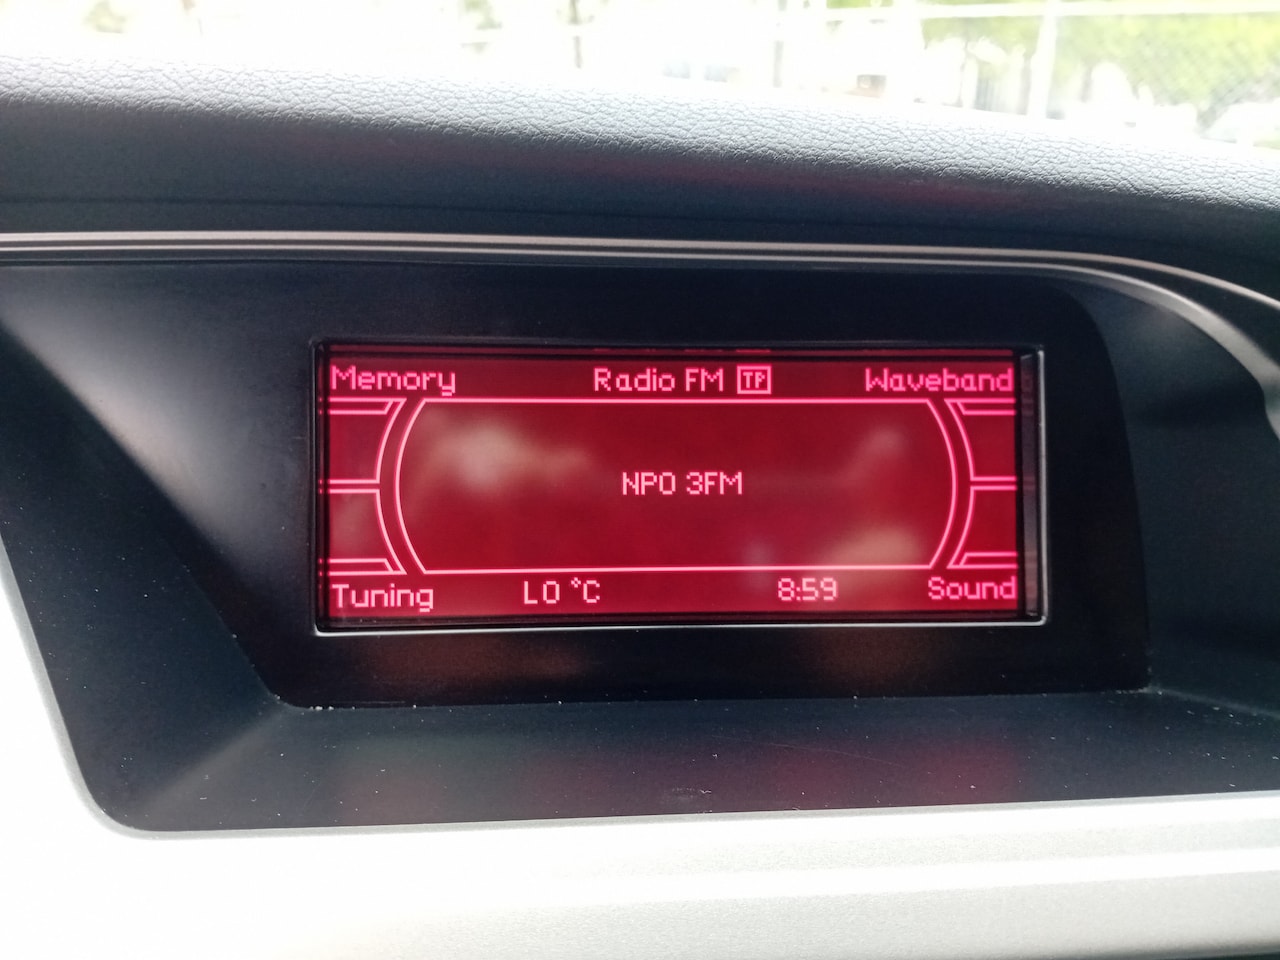 Memory Radio FM TP Waveband
NPO 3FM
Tuning LO °C 8:59 Sound